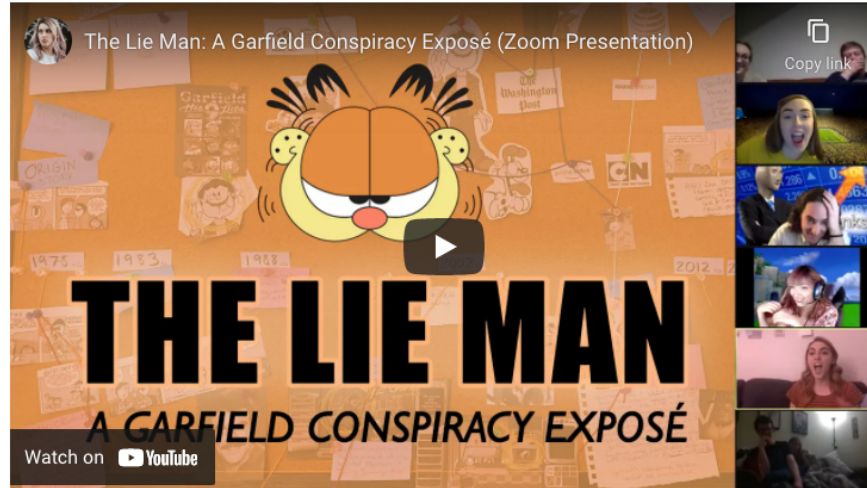 The Lie Man: A Garfield Conspiracy Exposé (Zoom Presentation)
Copy link
Garfield
The Washington Post
CN
ORIGIN
1975
1983
1988
2012
THE LIE MAN
A GARFIELD CONSPIRACY EXPOSÉ
Watch on YouTube